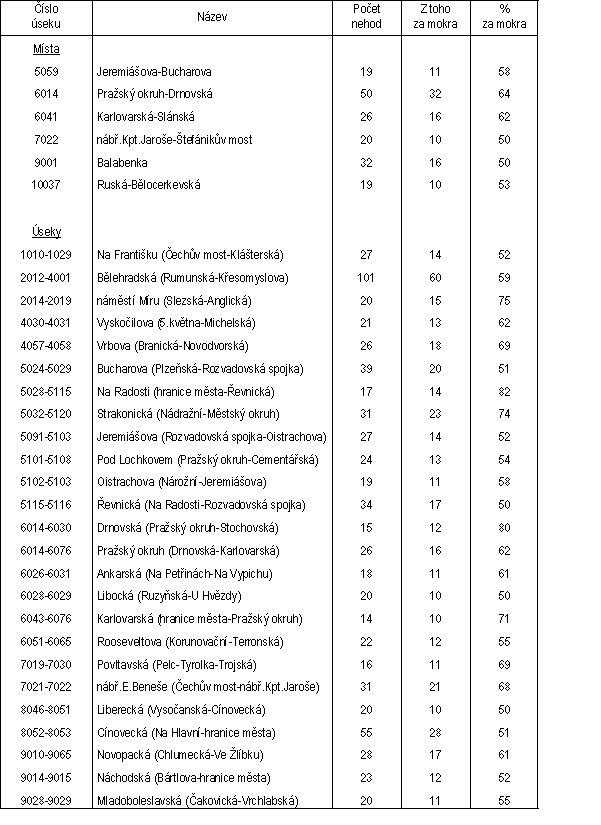 Číslo úseku Název Počet nehod Z toho za mokra % za mokra
Místa
5059 Jeremiášova-Bucharova 19 11 58
6014 Pražský okruh-Drnovská 50 32 64
6041 Karlovarská-Slánská 26 16 62
7022 nábř.Kpt.Jaroše-Štefánikův most 20 10 50
9001 Balabenka 32 16 50
10037 Ruská-Bělocerkevská 19 10 53
Úseky
1010-1029 Na Františku (Čechův most-Klášterská) 27 14 52
2012-4001 Bělehradská (Rumunská-Křesomyslova) 101 60 59
2014-2019 náměstí Míru (Slezská-Anglická) 20 15 75
4030-4031 Vyskočilova (5.května-Michelská) 21 13 62
4057-4058 Vrbova (Branická-Novodvorská) 26 18 69
5024-5029 Bucharova (Plzeňská-Rozvadovská spojka) 39 20 51
5028-5115 Na Radosti (hranice města-Řevnická) 17 14 82
5032-5120 Strakonická (Nádražní-Městský okruh) 31 23 74
5091-5103 Jeremiášova (Rozvadovská spojka-Oistrachova) 27 14 52
5101-5108 Pod Lochkovem (Pražský okruh-Cementářská) 24 13 54
5102-5103 Oistrachova (Nárožní-Jeremiášova) 19 11 58
5115-5116 Řevnická (Na Radosti-Rozvadovská spojka) 34 17 50
6014-6030 Drnovská (Pražský okruh-Stochovská) 15 12 80
6014-6076 Pražský okruh (Drnovská-Karlovarská) 26 16 62
6026-6031 Ankarská (Na Petřinách-Na Vypichu) 18 11 61
6028-6029 Libocká (Ruzyňská-U Hvězdy) 20 10 50
6043-6076 Karlovarská (hranice města-Pražský okruh) 14 10 71
6051-6065 Rooseveltova (Korunovační-Terronská) 22 12 55
7019-7030 Povltavská (Pelc-Tyrolka-Trojská) 16 11 69
7021-7022 nábř.E.Beneše (Čechův most-nábř.Kpt.Jaroše) 31 21 68
8046-8051 Liberecká (Vysočanská-Cínovecká) 20 10 50
8052-8053 Cínovecká (Na Hlavní-hranice města) 55 28 51
9010-9065 Novopacká (Chlumecká-Ve Žlíbku) 28 17 61
9014-9015 Náchodská (Bártlova-hranice města) 23 12 52
9028-9029 Mladoboleslavská (Čakovická-Vrchlabská) 20 11 55